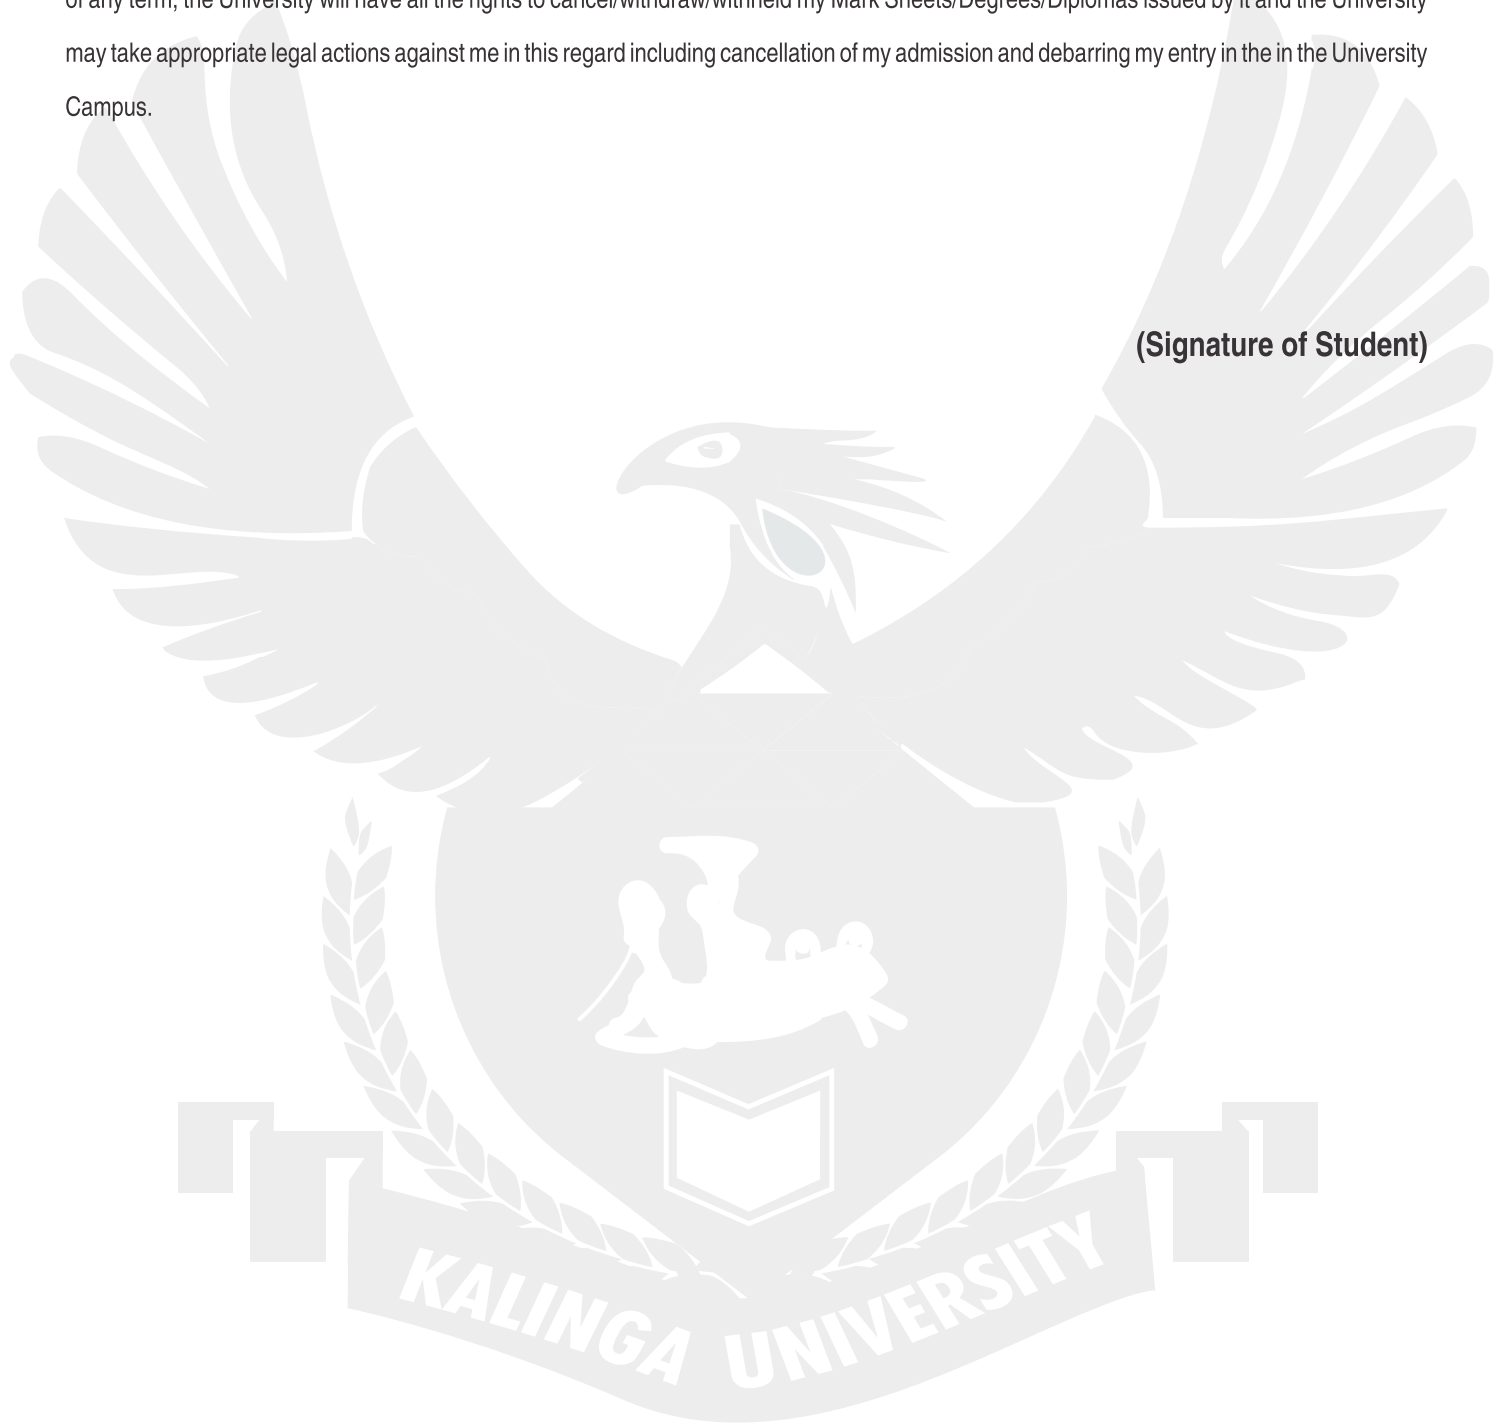 of any term, the University will have all the rights to cancel/withdraw/withheld my Mark Sheets/Degrees/Diplomas issued by it and the University
may take appropriate legal actions against me in this regard including cancellation of my admission and debarring my entry in the in the University
Campus.
(Signature of Student)
KALINGA UNIVERSITY